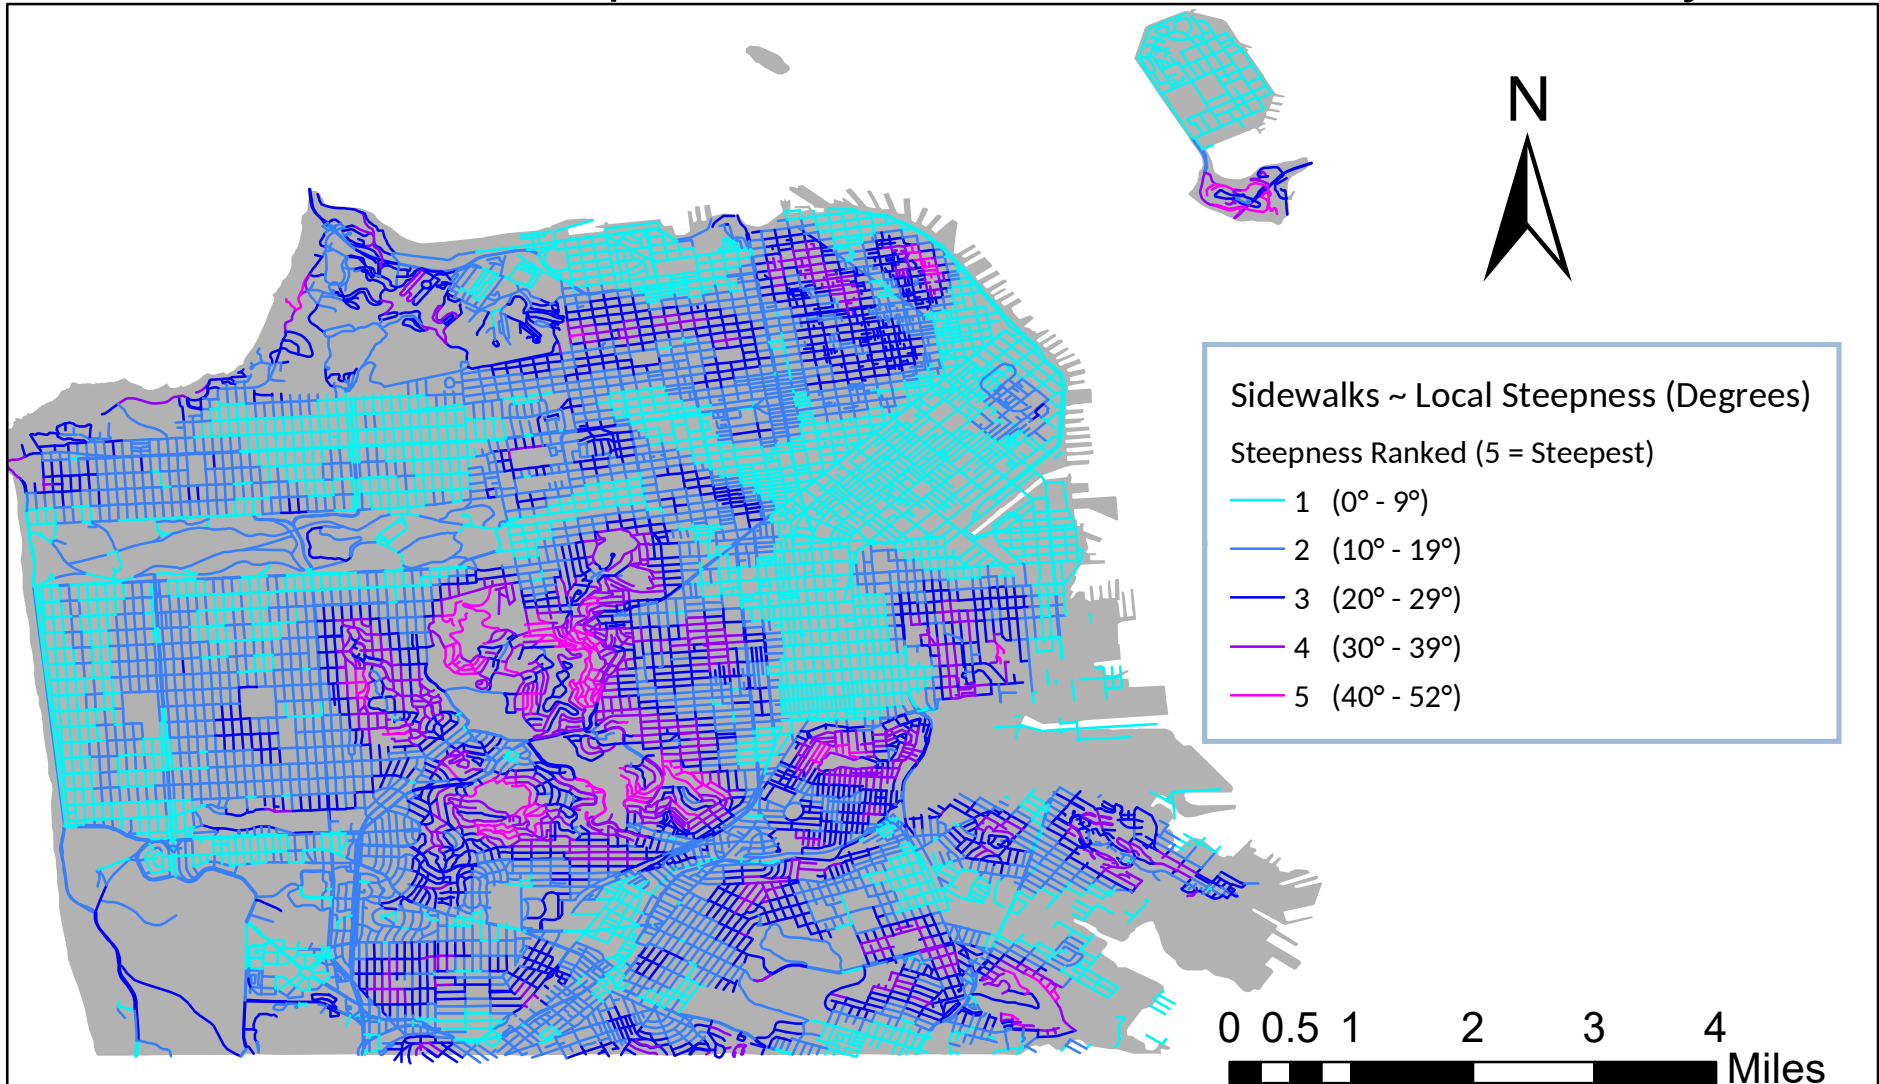 N
Sidewalks ~ Local Steepness (Degrees)
Steepness Ranked (5 = Steepest)
1 (0° - 9°)
2 (10° - 19°)
3 (20° - 29°)
4 (30° - 39°)
5 (40° - 52°)
0 0.5 1 2 3 4
Miles